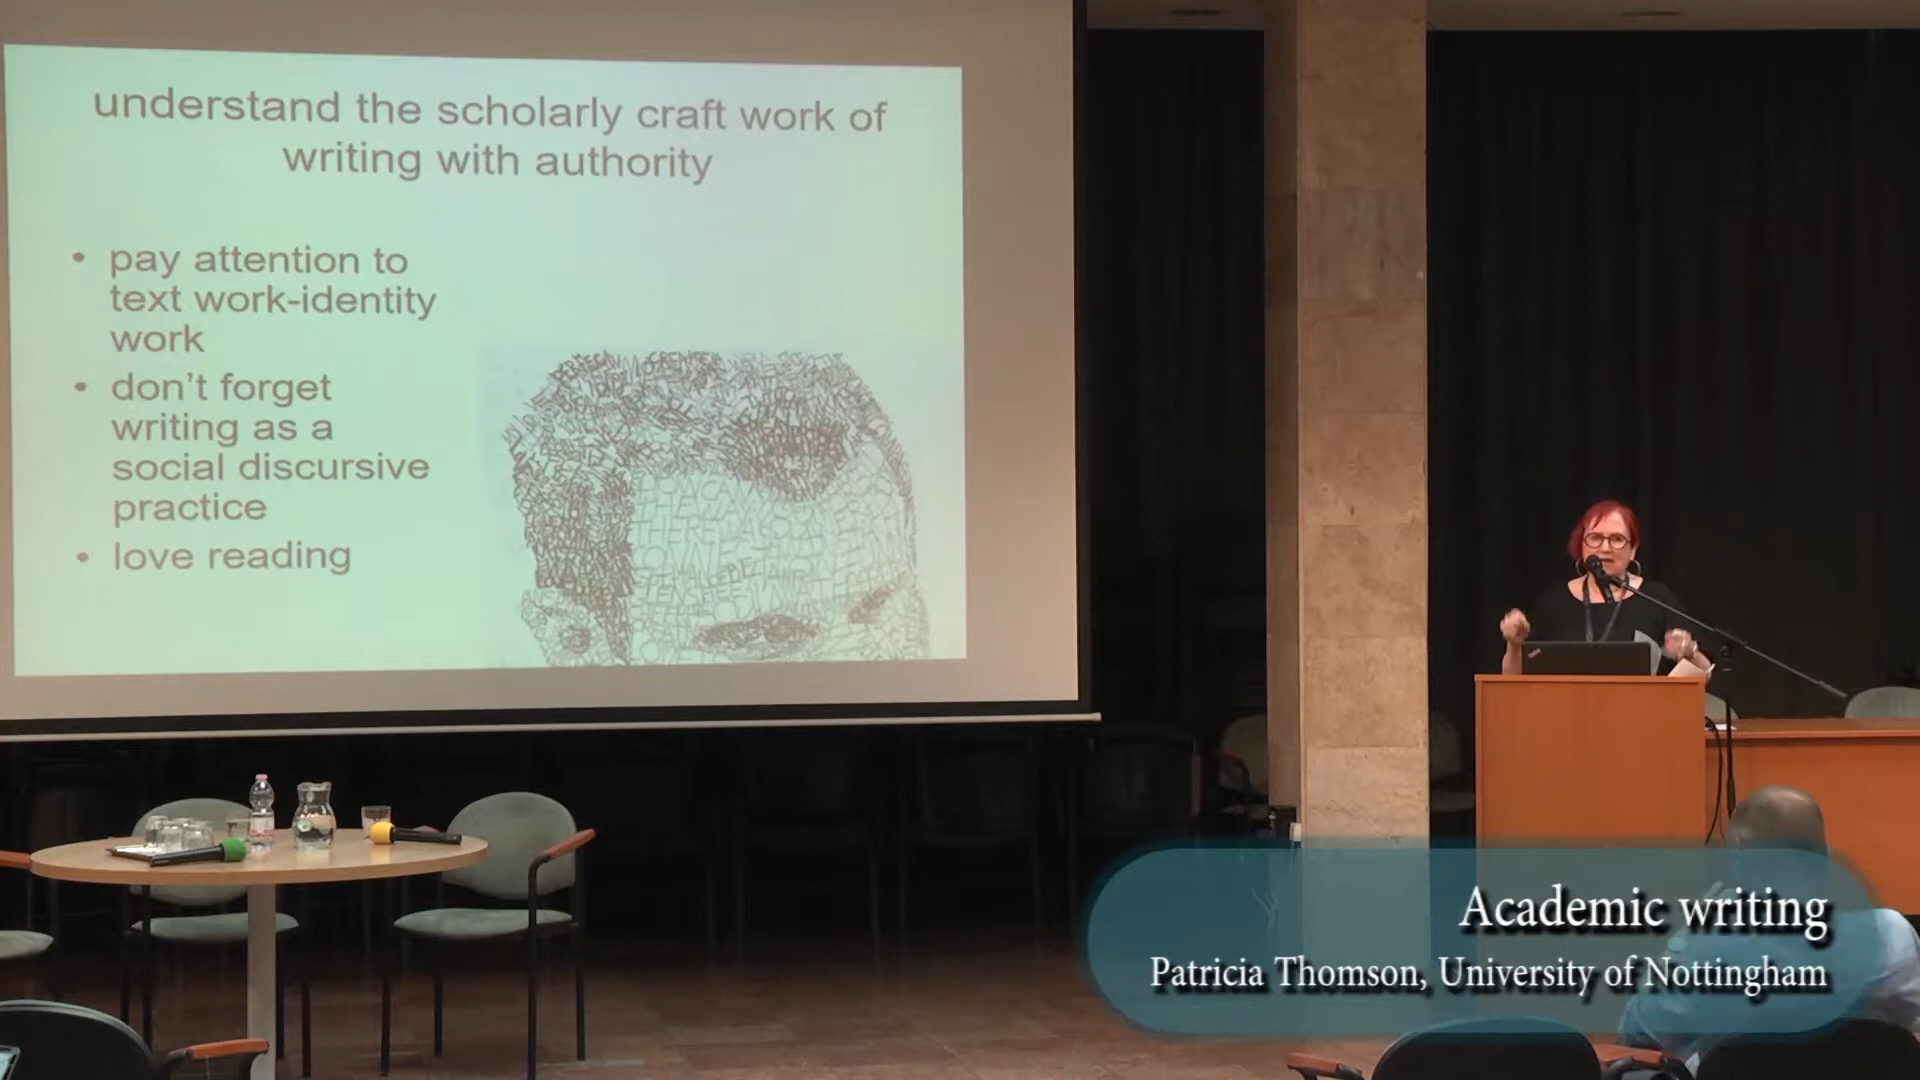 understand the scholarly craft work of
writing with authority
• pay attention to
text work-identity
work
• don't forget
writing as a
social discursive
practice
• love reading
Academic writing
Patricia Thomson, University of Nottingham